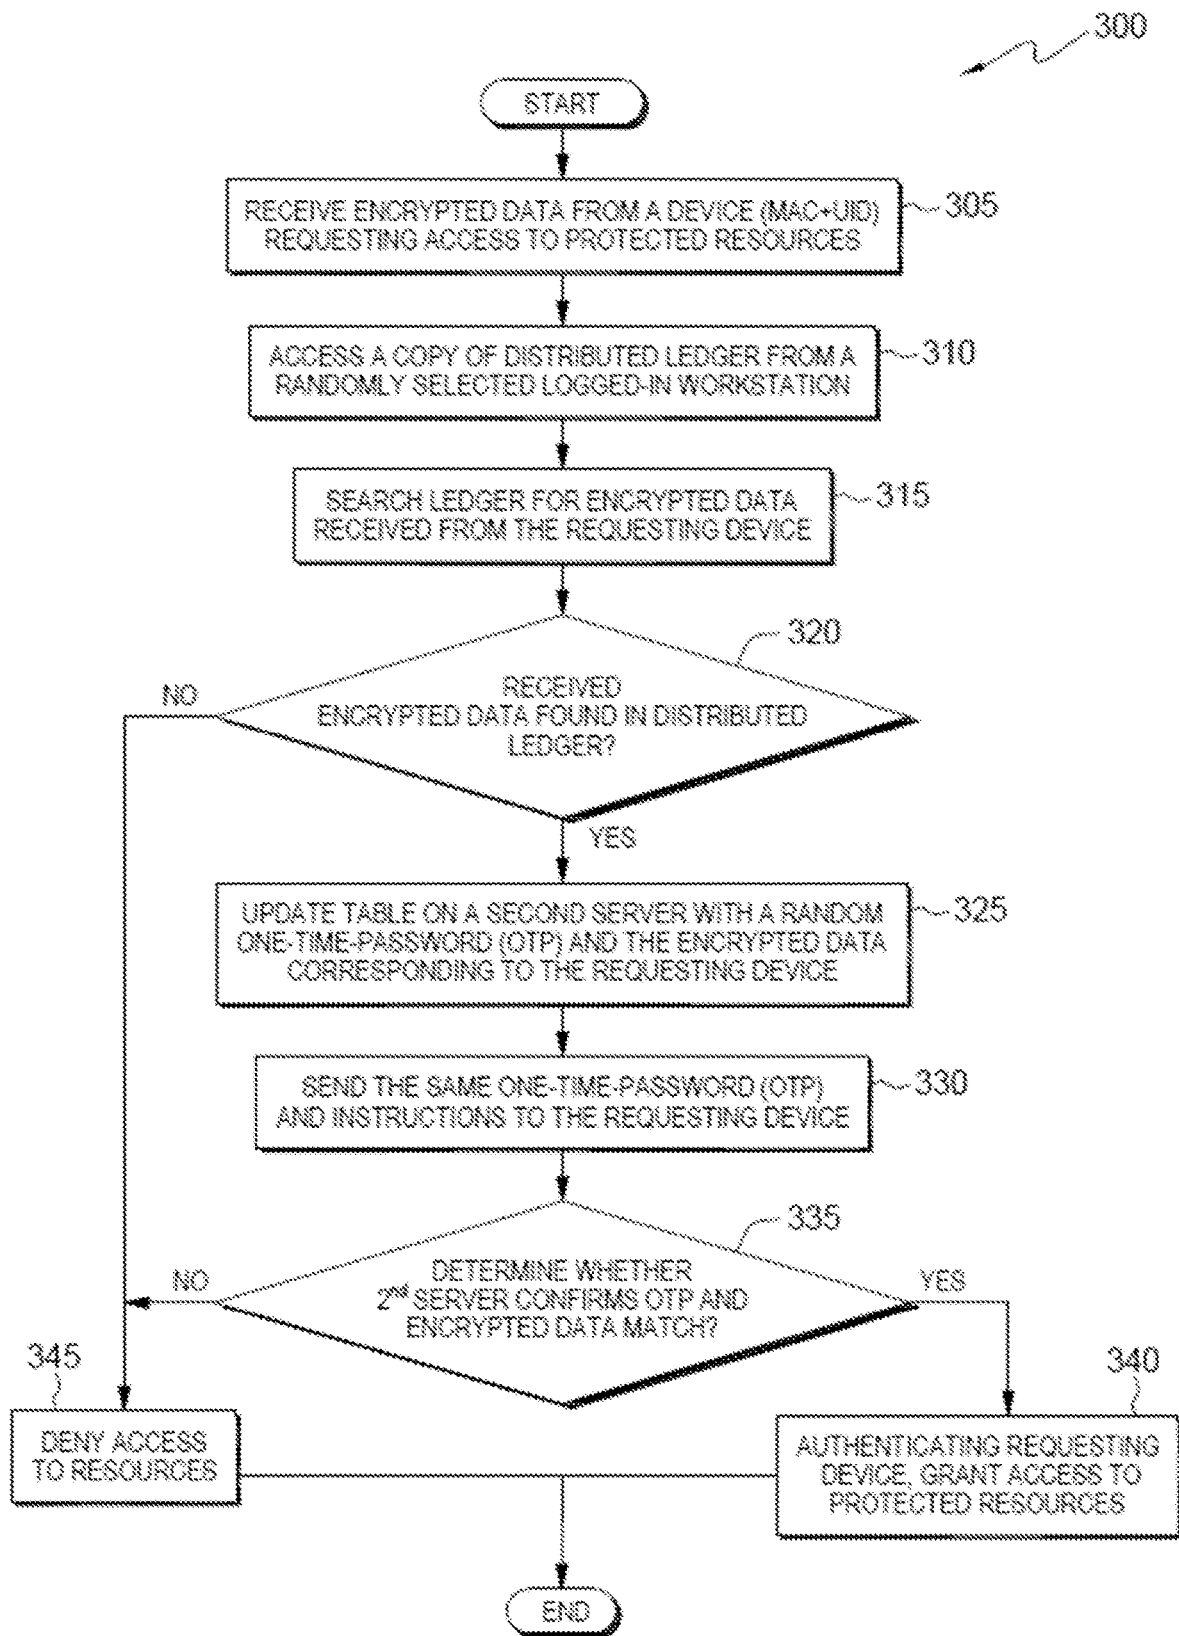 300
START
RECEIVE ENCRYPTED DATA FROM A DEVICE (MAC+UID)
REQUESTING ACCESS TO PROTECTED RESOURCES
305
ACCESS A COPY OF DISTRIBUTED LEDGER FROM A
RANDOMLY SELECTED LOGGED-IN WORKSTATION
310
SEARCH LEDGER FOR ENCRYPTED DATA
RECEIVED FROM THE REQUESTING DEVICE
315
320
RECEIVED
ENCRYPTED DATA FOUND IN DISTRIBUTED
LEDGER?
NO
YES
UPDATE TABLE ON A SECOND SERVER WITH A RANDOM
ONE-TIME-PASSWORD (OTP) AND THE ENCRYPTED DATA
CORRESPONDING TO THE REQUESTING DEVICE
325
SEND THE SAME ONE-TIME-PASSWORD (OTP)
AND INSTRUCTIONS TO THE REQUESTING DEVICE
330
335
DETERMINE WHETHER
2nd SERVER CONFIRMS OTP AND
ENCRYPTED DATA MATCH?
NO
YES
345
DENY ACCESS
TO RESOURCES
340
AUTHENTICATING REQUESTING
DEVICE, GRANT ACCESS TO
PROTECTED RESOURCES
END